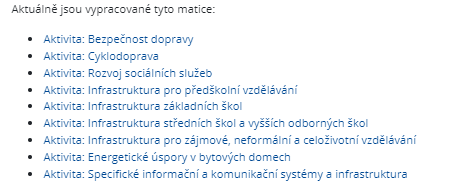 Aktuálně jsou vypracované tyto matice:
Aktivita: Bezpečnost dopravy
Aktivita: Cyklodoprava
Aktivita: Rozvoj sociálních služeb
Aktivita: Infrastruktura pro předškolní vzdělávání
Aktivita: Infrastruktura základních škol
Aktivita: Infrastruktura středních škol a vyšších odborných škol
Aktivita: Infrastruktura pro zájmové, neformální a celoživotní vzdělávání
Aktivita: Energetické úspory v bytových domech
Aktivita: Specifické informační a komunikační systémy a infrastruktura